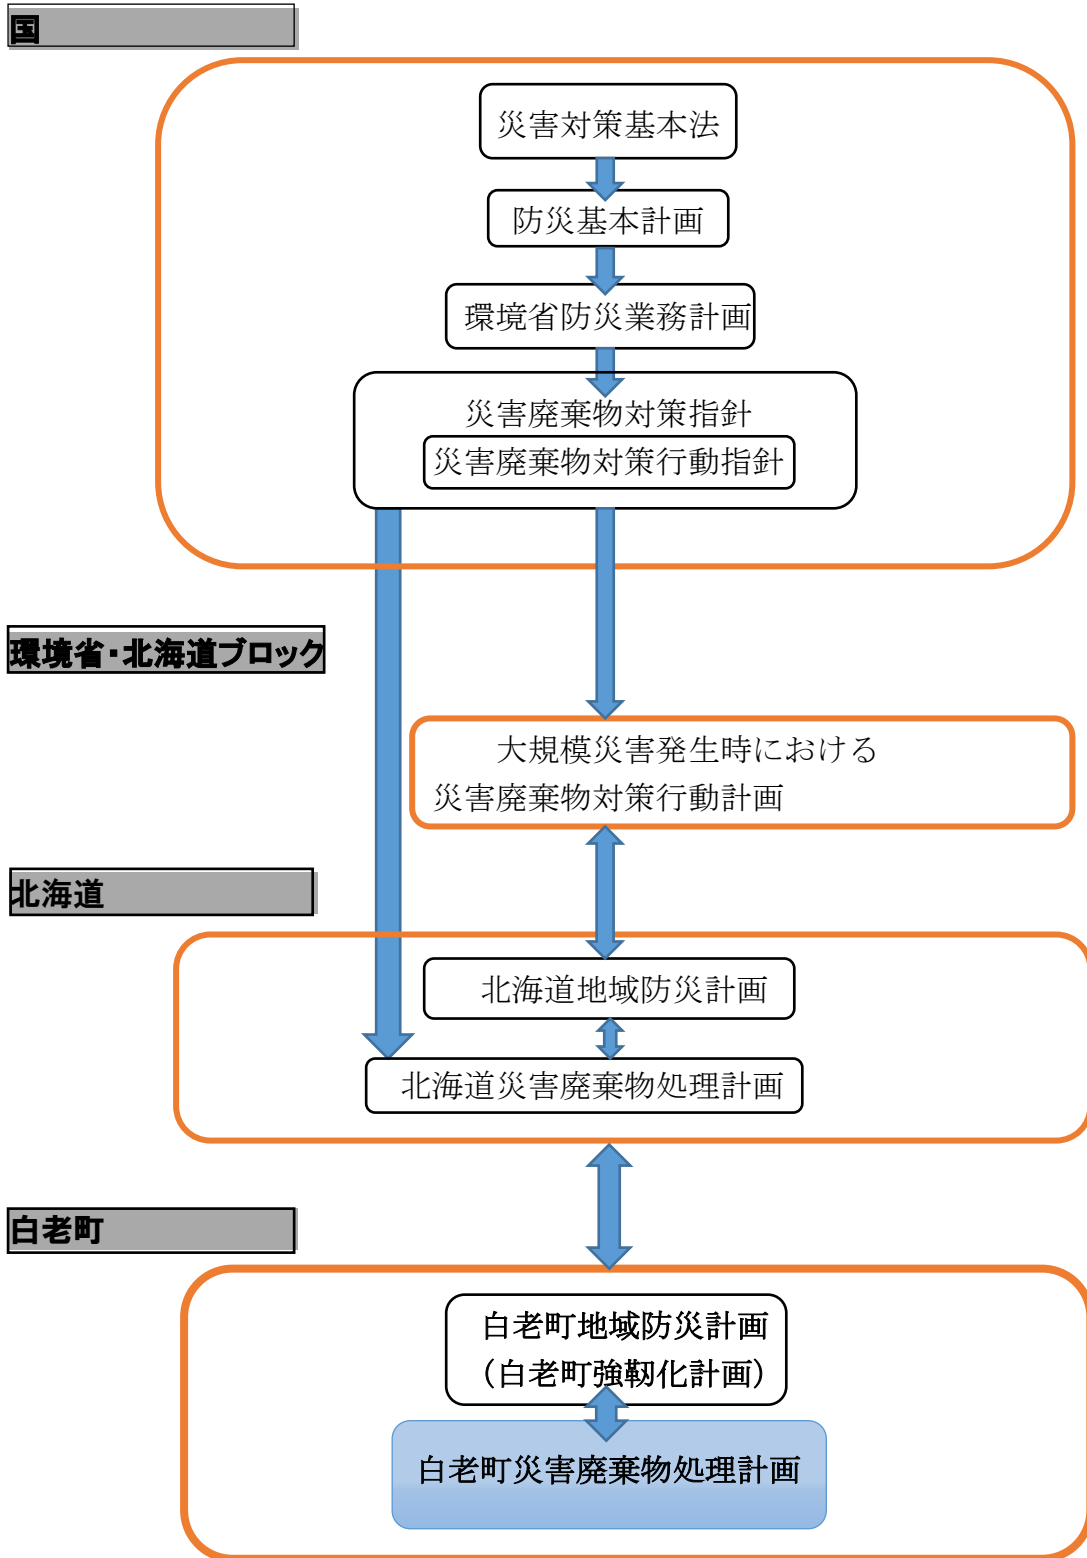 国
災害対策基本法
防災基本計画
環境省防災業務計画
災害廃棄物対策指針
災害廃棄物対策行動指針
環境省・北海道ブロック
大規模災害発生時における
災害廃棄物対策行動計画
北海道
北海道地域防災計画
北海道災害廃棄物処理計画
白老町
白老町地域防災計画
（白老町強靭化計画）
白老町災害廃棄物処理計画